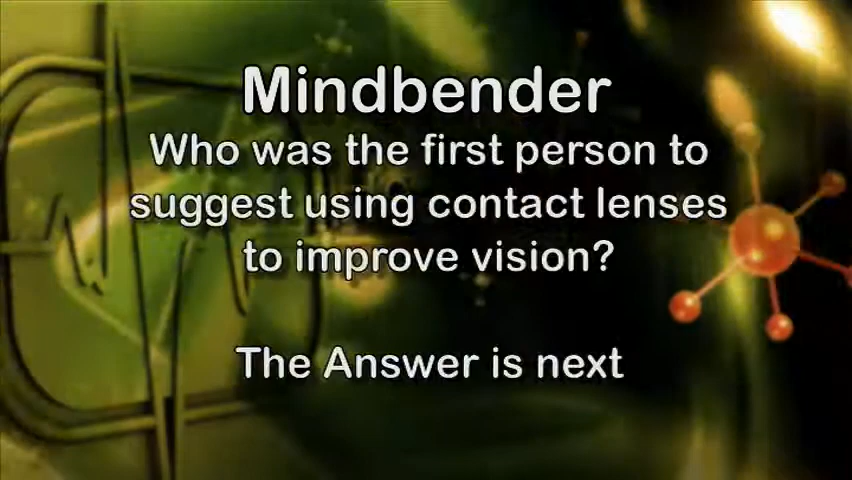 Mindbender
Who was the first person to
suggest using contact lenses
to improve vision?
The Answer is next